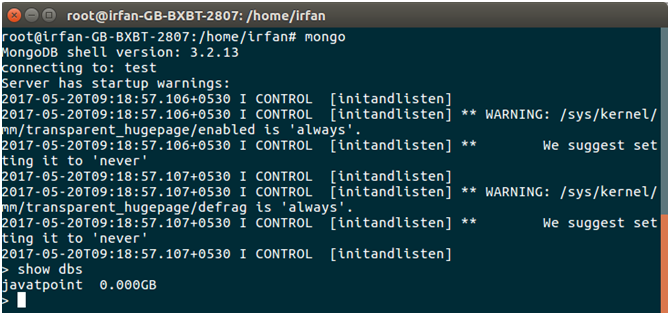 root@irfan-GB-BXBT-2807: /home/irfan
root@irfan-GB-BXBT-2807:/home/irfan# mongo
MongoDB shell version: 3.2.13
connecting to: test
Server has startup warnings:
2017-05-20T09:18:57.106+0530 I CONTROL  [initandlisten]
2017-05-20T09:18:57.106+0530 I CONTROL  [initandlisten] ** WARNING: /sys/kernel/
mm/transparent_hugepage/enabled is 'always'.
2017-05-20T09:18:57.106+0530 I CONTROL  [initandlisten] **        We suggest set
ting it to 'never'
2017-05-20T09:18:57.107+0530 I CONTROL  [initandlisten]
2017-05-20T09:18:57.107+0530 I CONTROL  [initandlisten] ** WARNING: /sys/kernel/
mm/transparent_hugepage/defrag is 'always'.
2017-05-20T09:18:57.107+0530 I CONTROL  [initandlisten] **        We suggest set
ting it to 'never'
2017-05-20T09:18:57.107+0530 I CONTROL  [initandlisten]
> show dbs
javatpoint  0.000GB
>